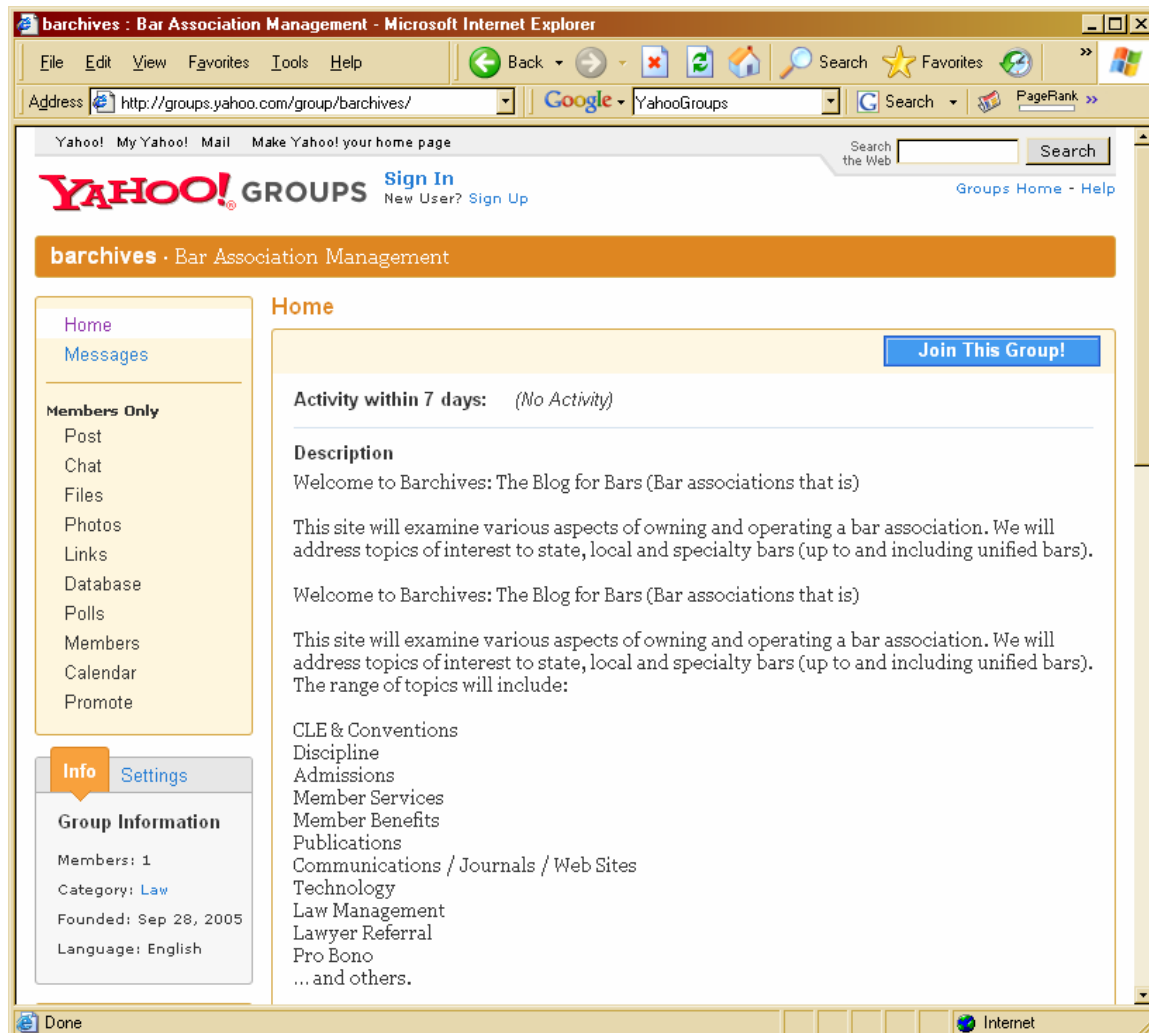 barchives : Bar Association Management - Microsoft Internet Explorer
File Edit View Favorites Tools Help Back Search Favorites »
Address http://groups.yahoo.com/group/barchives/ Google YahooGroups G Search PageRank »
Yahoo! My Yahoo! Mail Make Yahoo! your home page
Search the Web Search
YAHOO!® GROUPS Sign In
New User? Sign Up
Groups Home - Help
barchives · Bar Association Management
Home
Messages
Members Only
Post
Chat
Files
Photos
Links
Database
Polls
Members
Calendar
Promote
Info Settings
Group Information
Members: 1
Category: Law
Founded: Sep 28, 2005
Language: English
Home
Join This Group!
Activity within 7 days: (No Activity)
Description
Welcome to Barchives: The Blog for Bars (Bar associations that is)
This site will examine various aspects of owning and operating a bar association. We will
address topics of interest to state, local and specialty bars (up to and including unified bars).
Welcome to Barchives: The Blog for Bars (Bar associations that is)
This site will examine various aspects of owning and operating a bar association. We will
address topics of interest to state, local and specialty bars (up to and including unified bars).
The range of topics will include:
CLE & Conventions
Discipline
Admissions
Member Services
Member Benefits
Publications
Communications / Journals / Web Sites
Technology
Law Management
Lawyer Referral
Pro Bono
... and others.
Done Internet